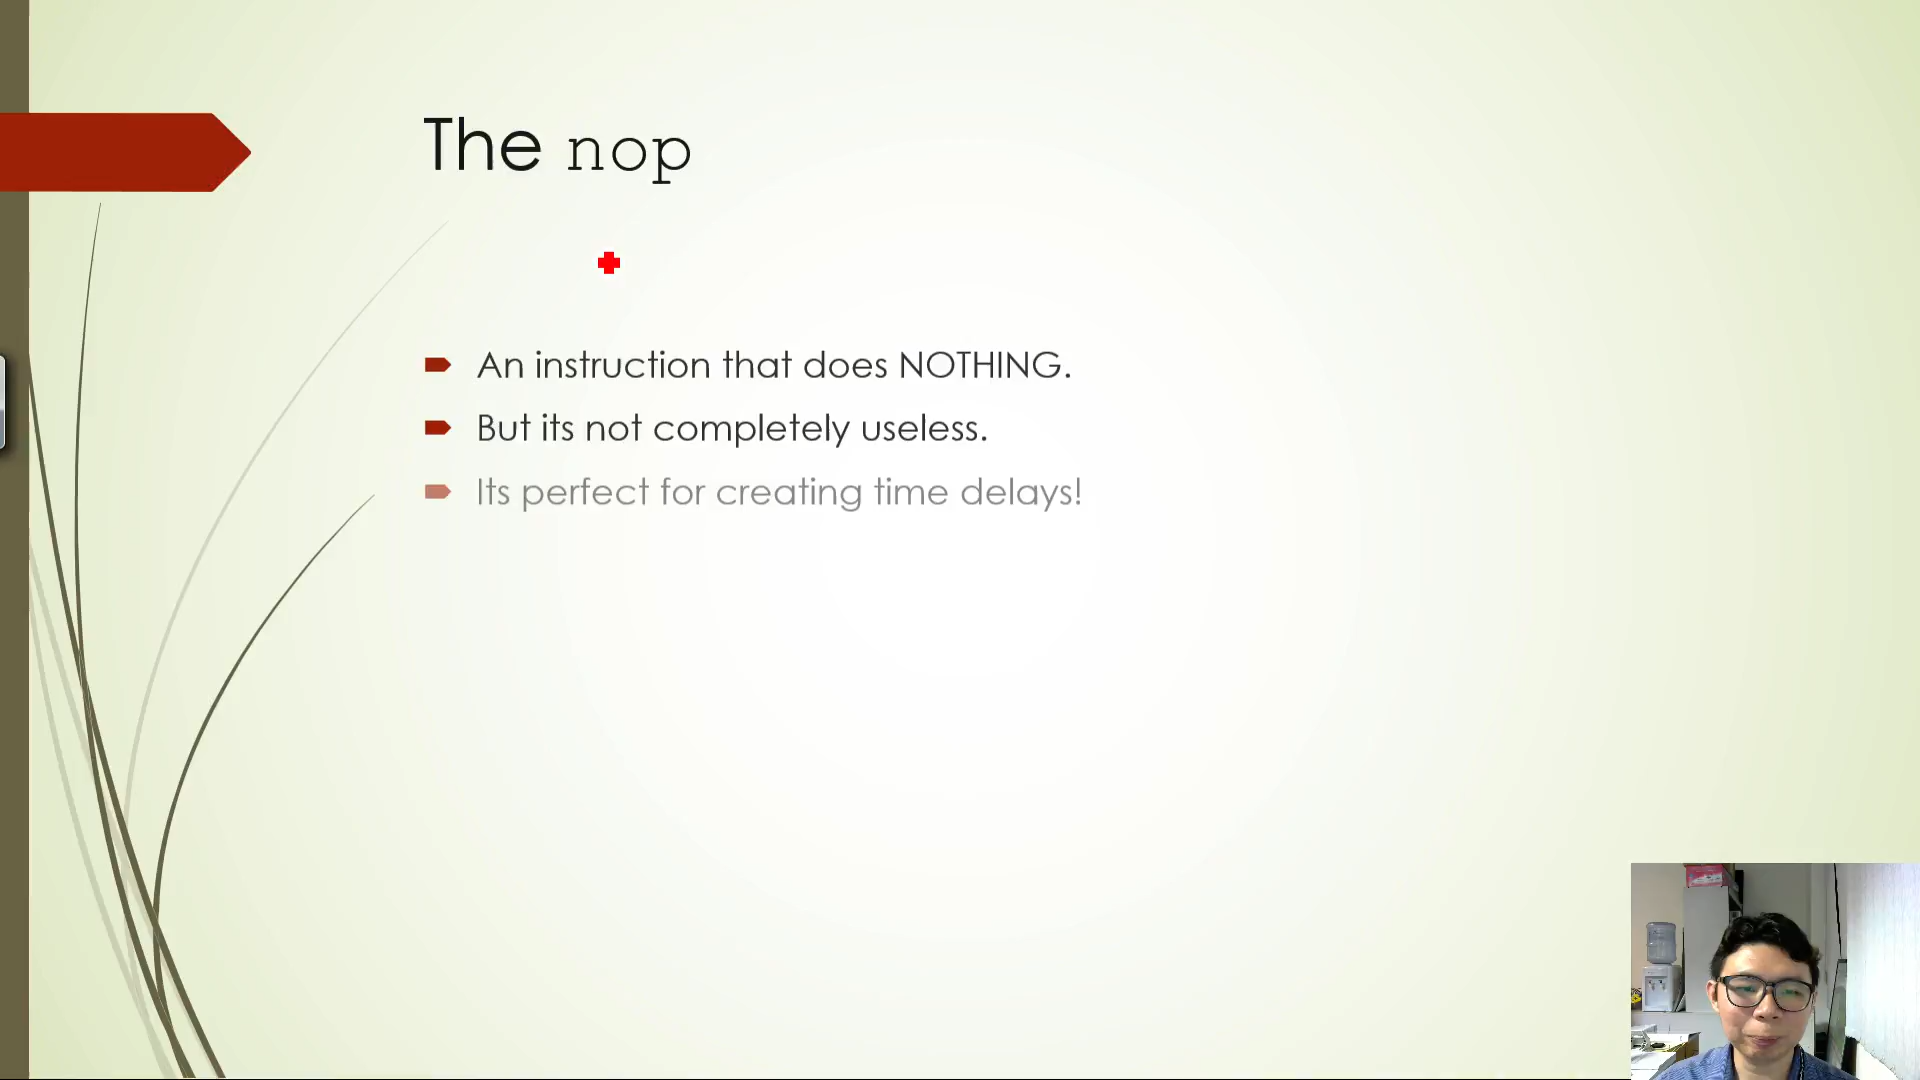 The nop
An instruction that does NOTHING.
But its not completely useless.
Its perfect for creating time delays!